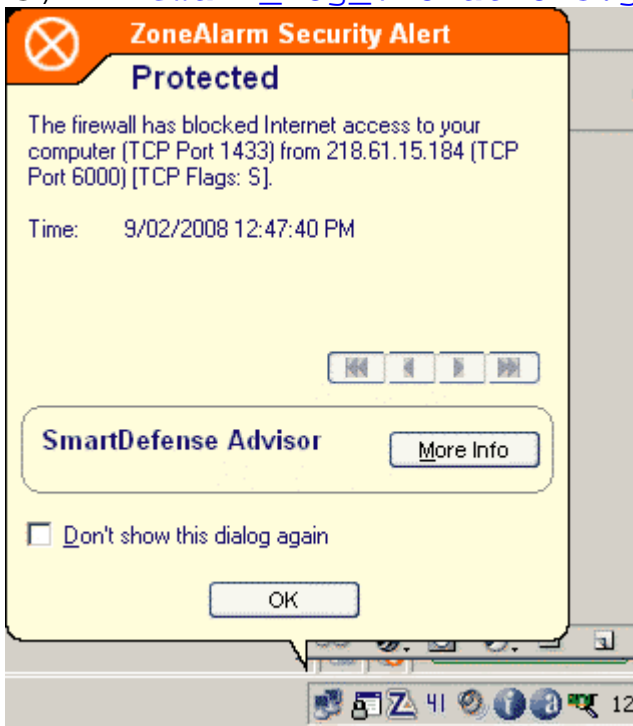 ZoneAlarm Security Alert
Protected
The firewall has blocked Internet access to your
computer (TCP Port 1433) from 218.61.15.184 (TCP
Port 6000) [TCP Flags: S].
Time: 9/02/2008 12:47:40 PM
SmartDefense Advisor
More Info
Don't show this dialog again
OK
41
12